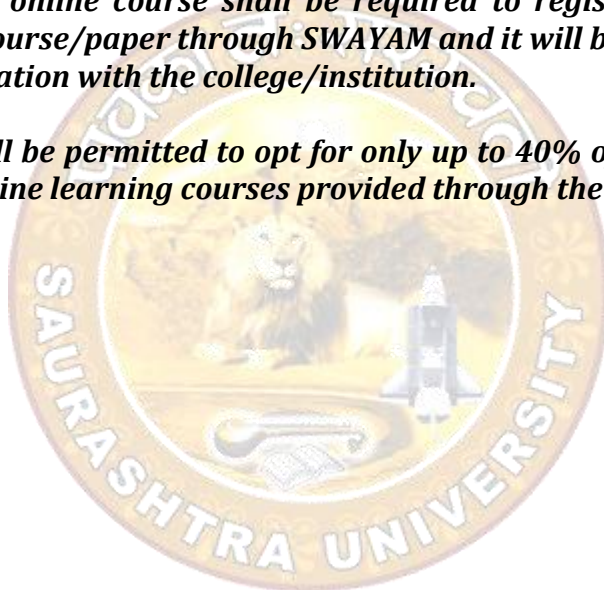 online course shall be required to regis
ourse/paper through SWAYAM and it will b
ation with the college/institution.
ll be permitted to opt for only up to 40% o
ine learning courses provided through the
SAURASHTRA UNIVERSITY